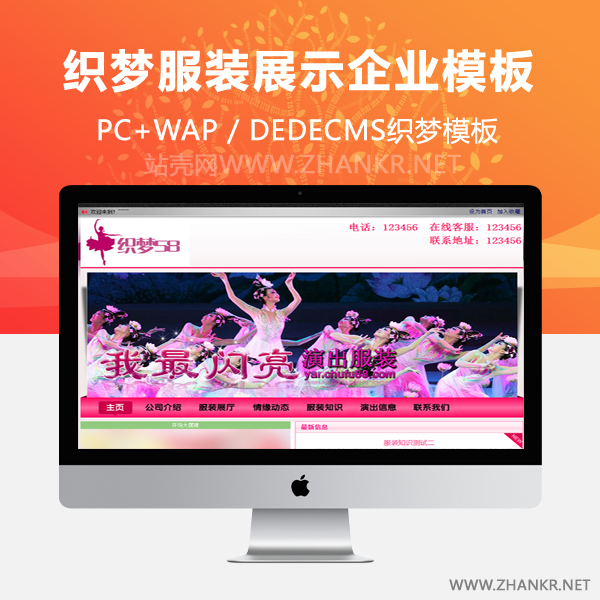 织梦服装展示企业模板
PC+WAP / DEDECMS织梦模板
站壳网WWW.ZHANKR.NET
欢迎来到!
设为首页 加入收藏
织梦58
电话：123456 在线客服：123456
联系地址：123456
我最闪亮 演出服装
主页 公司介绍 服装展厅 情缘动态 服装知识 演出信息 联系我们
最新信息
服装知识测试二
NEW
WWW.ZHANKR.NET